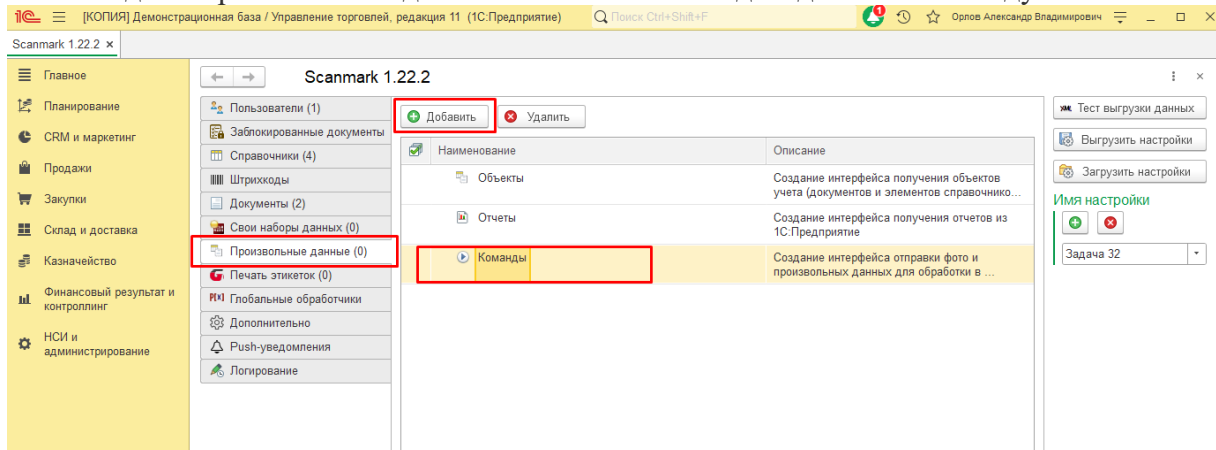 [КОПИЯ] Демонстрационная база / Управление торговлей, редакция 11 (1С:Предприятие)
Поиск Ctrl+Shift+F
Орлов Александр Владимирович
Scanmark 1.22.2 ×
Главное
Планирование
CRM и маркетинг
Продажи
Закупки
Склад и доставка
Казначейство
Финансовый результат и
контроллинг
НСИ и
администрирование
Scanmark 1.22.2
Пользователи (1)
Заблокированные документы
Справочники (4)
Штрихкоды
Документы (2)
Свои наборы данных (0)
Произвольные данные (0)
Печать этикеток (0)
Глобальные обработчики
Дополнительно
Push-уведомления
Логирование
Добавить
Удалить
Наименование
Описание
Объекты
Создание интерфейса получения объектов
учета (документов и элементов справочнико...
Отчеты
Создание интерфейса получения отчетов из
1С:Предприятие
Команды
Создание интерфейса отправки фото и
произвольных данных для обработки в ...
Тест выгрузки данных
Выгрузить настройки
Загрузить настройки
Имя настройки
Задача 32